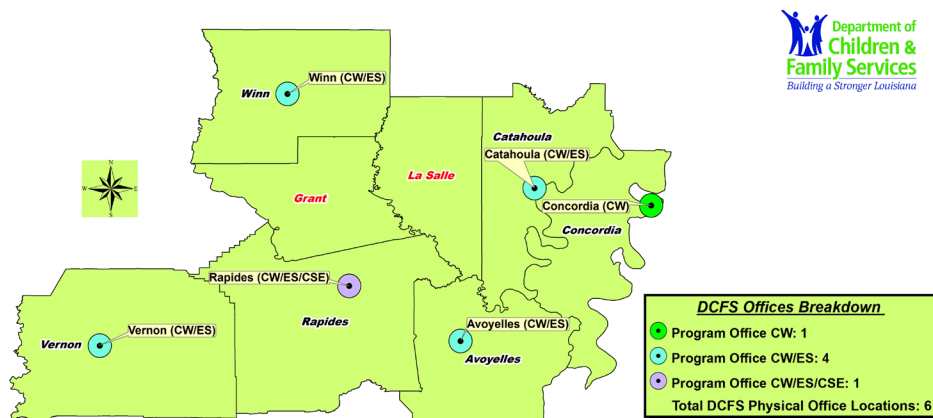 Department of
Children &
Family Services
Building a Stronger Louisiana
Winn (CW/ES)
Winn
Catahoula
Catahoula (CW/ES)
La Salle
Grant
Concordia (CW)
Concordia
N
W E
S
Rapides (CW/ES/CSE)
Rapides
Vernon (CW/ES)
Vernon
Avoyelles (CW/ES)
Avoyelles
DCFS Offices Breakdown
Program Office CW: 1
Program Office CW/ES: 4
Program Office CW/ES/CSE: 1
Total DCFS Physical Office Locations: 6